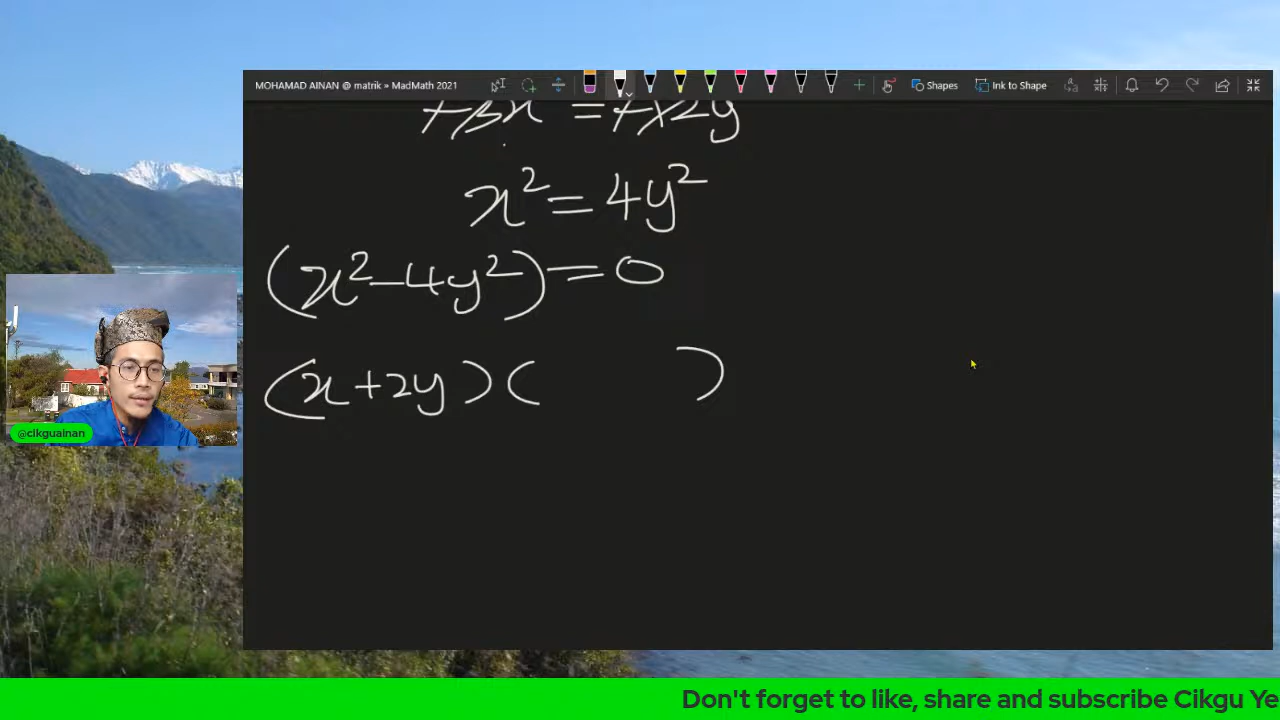 MOHAMAD AINAN @ matrik » MadMath 2021
Shapes
Ink to Shape
x² = 4y²
(x²-4y²) = 0
(x+2y)( )
@cikguainan
Don't forget to like, share and subscribe Cikgu Ye